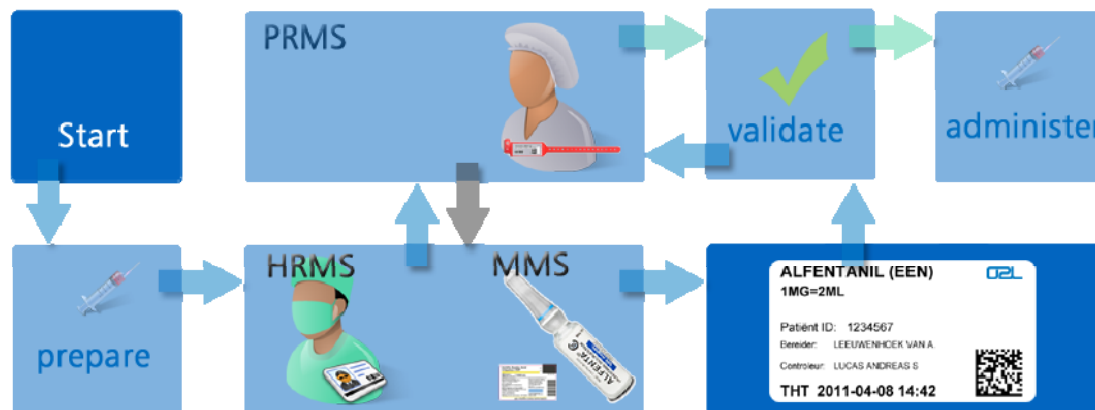 Start
PRMS
validate
administer
prepare
HRMS
MMS
ALFENTA
ALFENTANIL (EEN)
1MG=2ML
Patiënt ID: 1234567
Bereider: LEEUWENHOEK VAN A
Controleur: LUCAS ANDREAS S
THT 2011-04-08 14:42